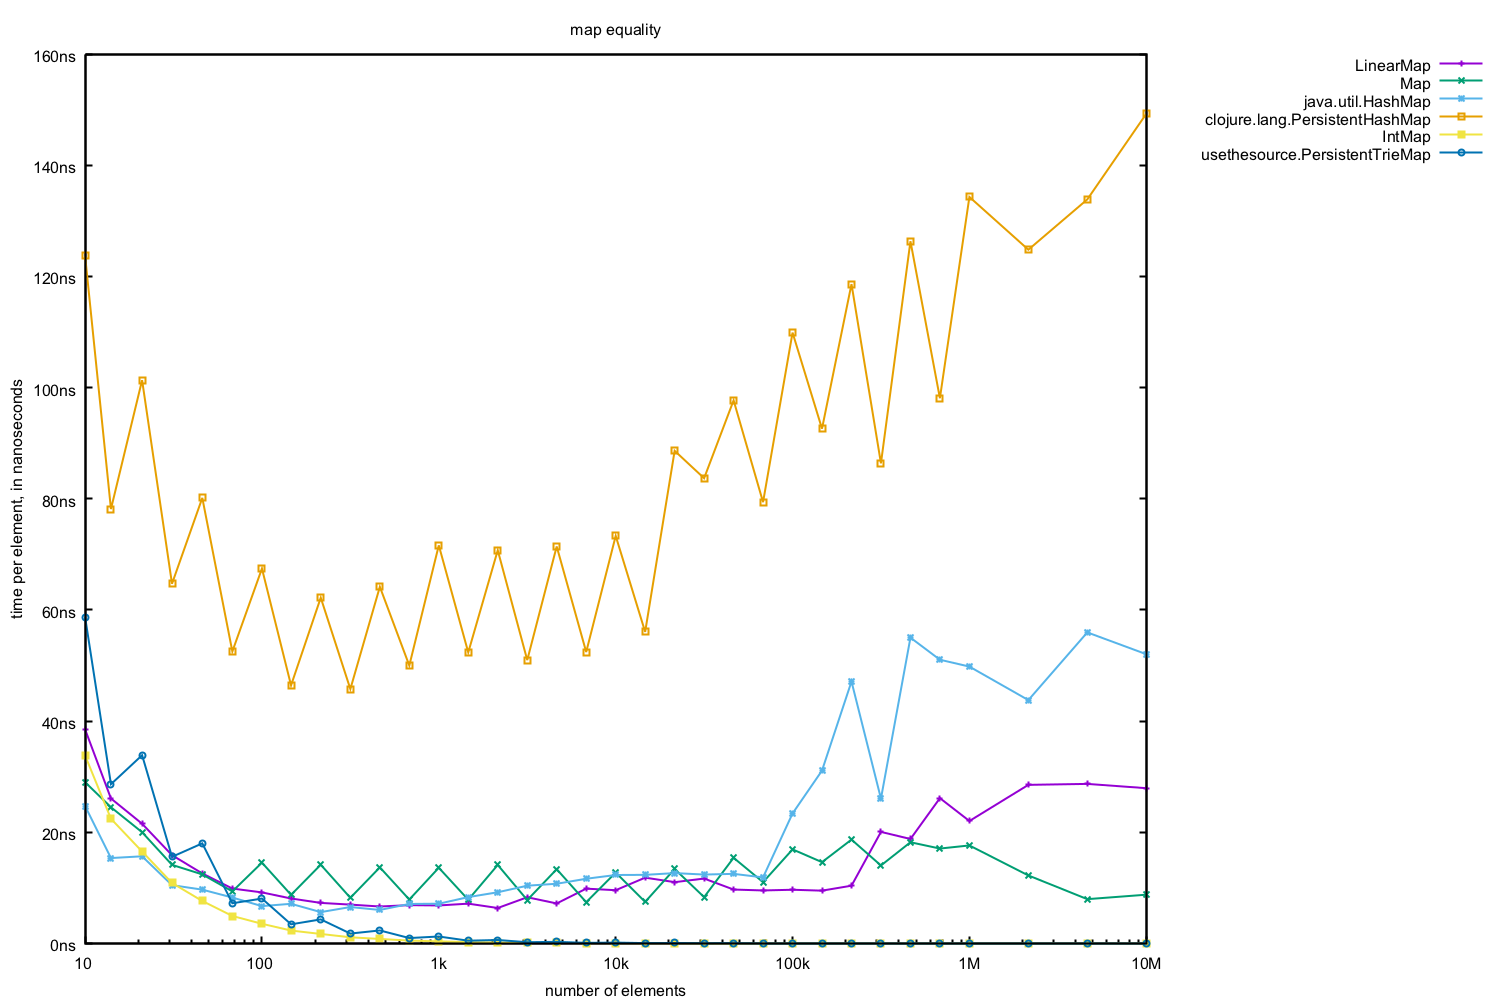 map equality
160ns
140ns
120ns
100ns
80ns
60ns
40ns
20ns
0ns
time per element, in nanoseconds
10
100
1k
10k
100k
1M
10M
number of elements
LinearMap
Map
java.util.HashMap
clojure.lang.PersistentHashMap
IntMap
usethesource.PersistentTrieMap